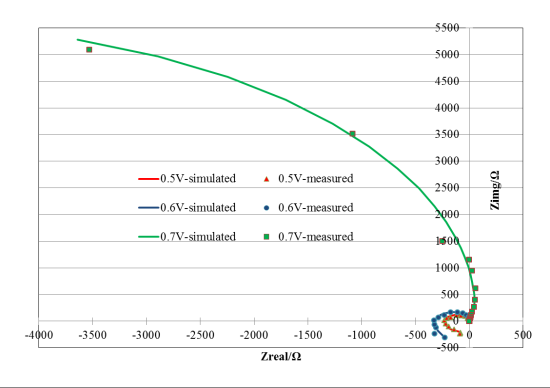 5500
5000
4500
4000
3500
3000
2500
2000
1500
1000
500
0
-500
Zimg/Ω
0.5V-simulated 0.5V-measured
0.6V-simulated 0.6V-measured
0.7V-simulated 0.7V-measured
-4000 -3500 -3000 -2500 -2000 -1500 -1000 -500 0 500
Zreal/Ω